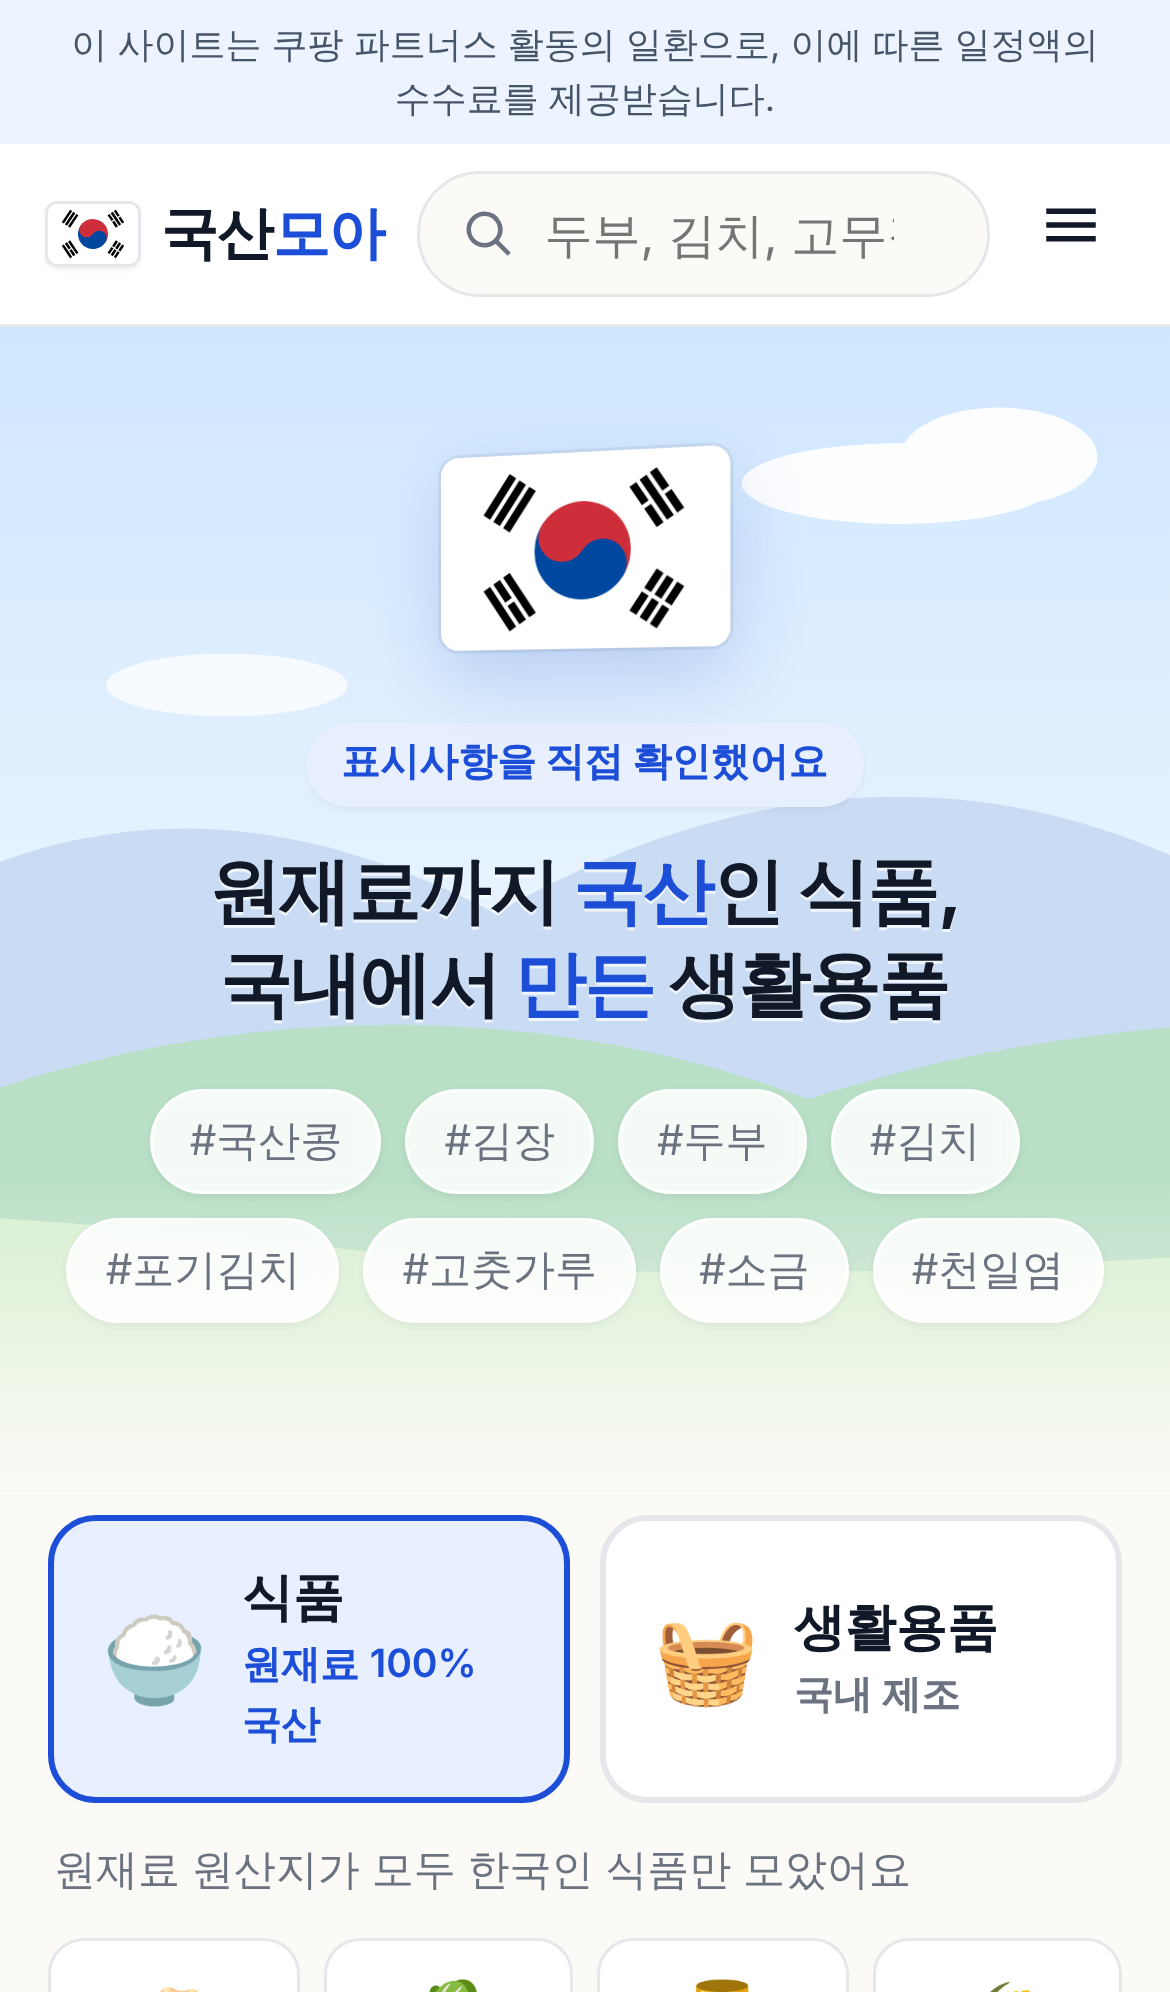 이 사이트는 쿠팡 파트너스 활동의 일환으로, 이에 따른 일정액의
수수료를 제공받습니다.
국산모아
두부, 김치, 고무
표시사항을 직접 확인했어요
원재료까지 국산인 식품,
국내에서 만든 생활용품
#국산콩 #김장 #두부 #김치
#포기김치 #고춧가루 #소금 #천일염
식품
원재료 100%
국산
생활용품
국내 제조
원재료 원산지가 모두 한국인 식품만 모았어요